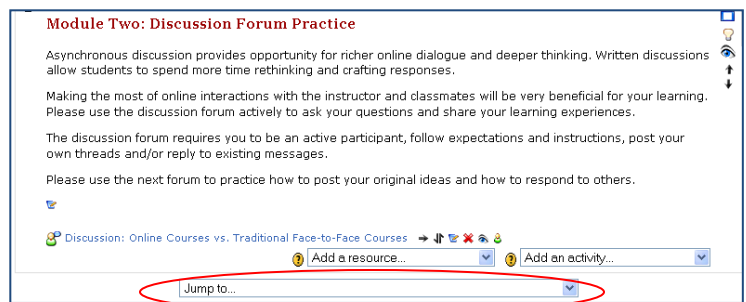 Module Two: Discussion Forum Practice
Asynchronous discussion provides opportunity for richer online dialogue and deeper thinking. Written discussions
allow students to spend more time rethinking and crafting responses.
Making the most of online interactions with the instructor and classmates will be very beneficial for your learning.
Please use the discussion forum actively to ask your questions and share your learning experiences.
The discussion forum requires you to be an active participant, follow expectations and instructions, post your
own threads and/or reply to existing messages.
Please use the next forum to practice how to post your original ideas and how to respond to others.
Discussion: Online Courses vs. Traditional Face-to-Face Courses
Add a resource... Add an activity...
Jump to...